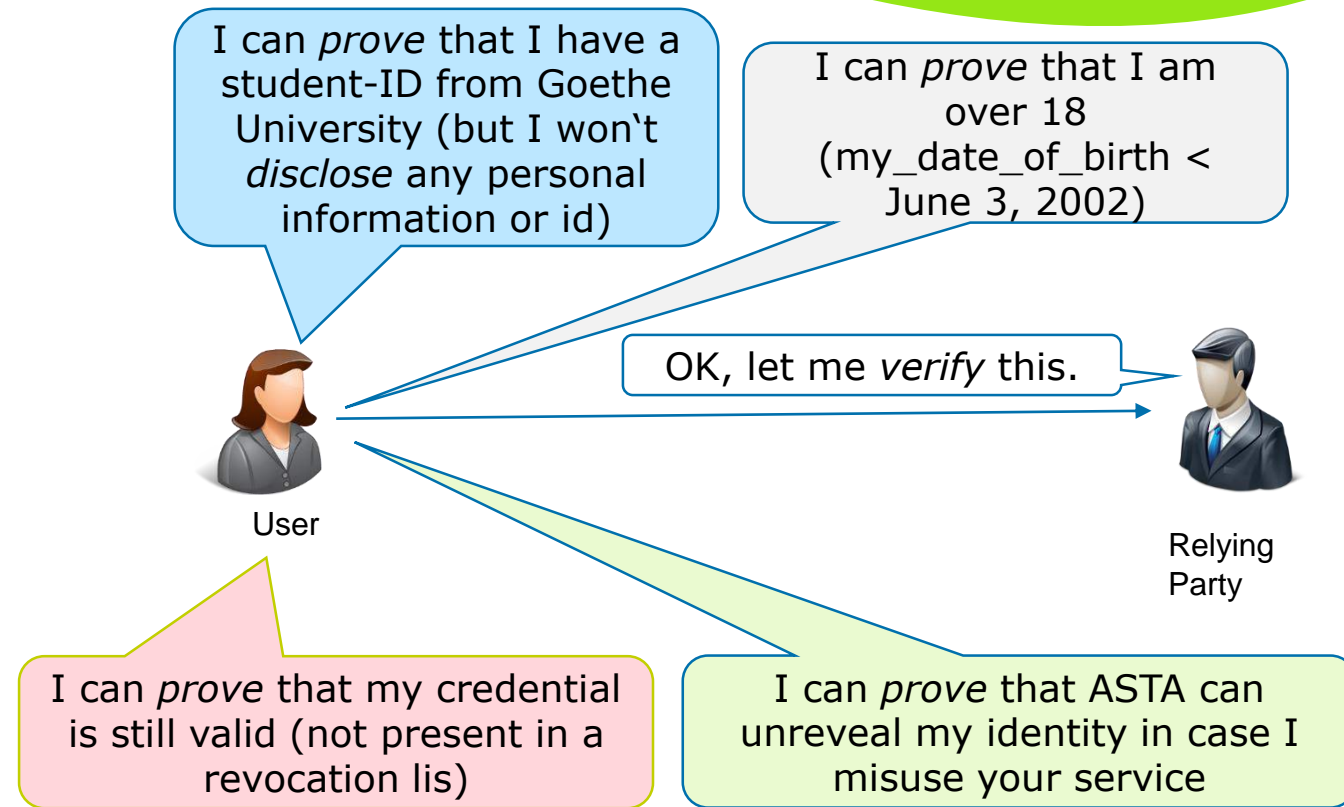 I can prove that I have a
student-ID from Goethe
University (but I won‘t
disclose any personal
information or id)
I can prove that I am
over 18
(my_date_of_birth <
June 3, 2002)
OK, let me verify this.
User
Relying
Party
I can prove that my credential
is still valid (not present in a
revocation lis)
I can prove that ASTA can
unreveal my identity in case I
misuse your service